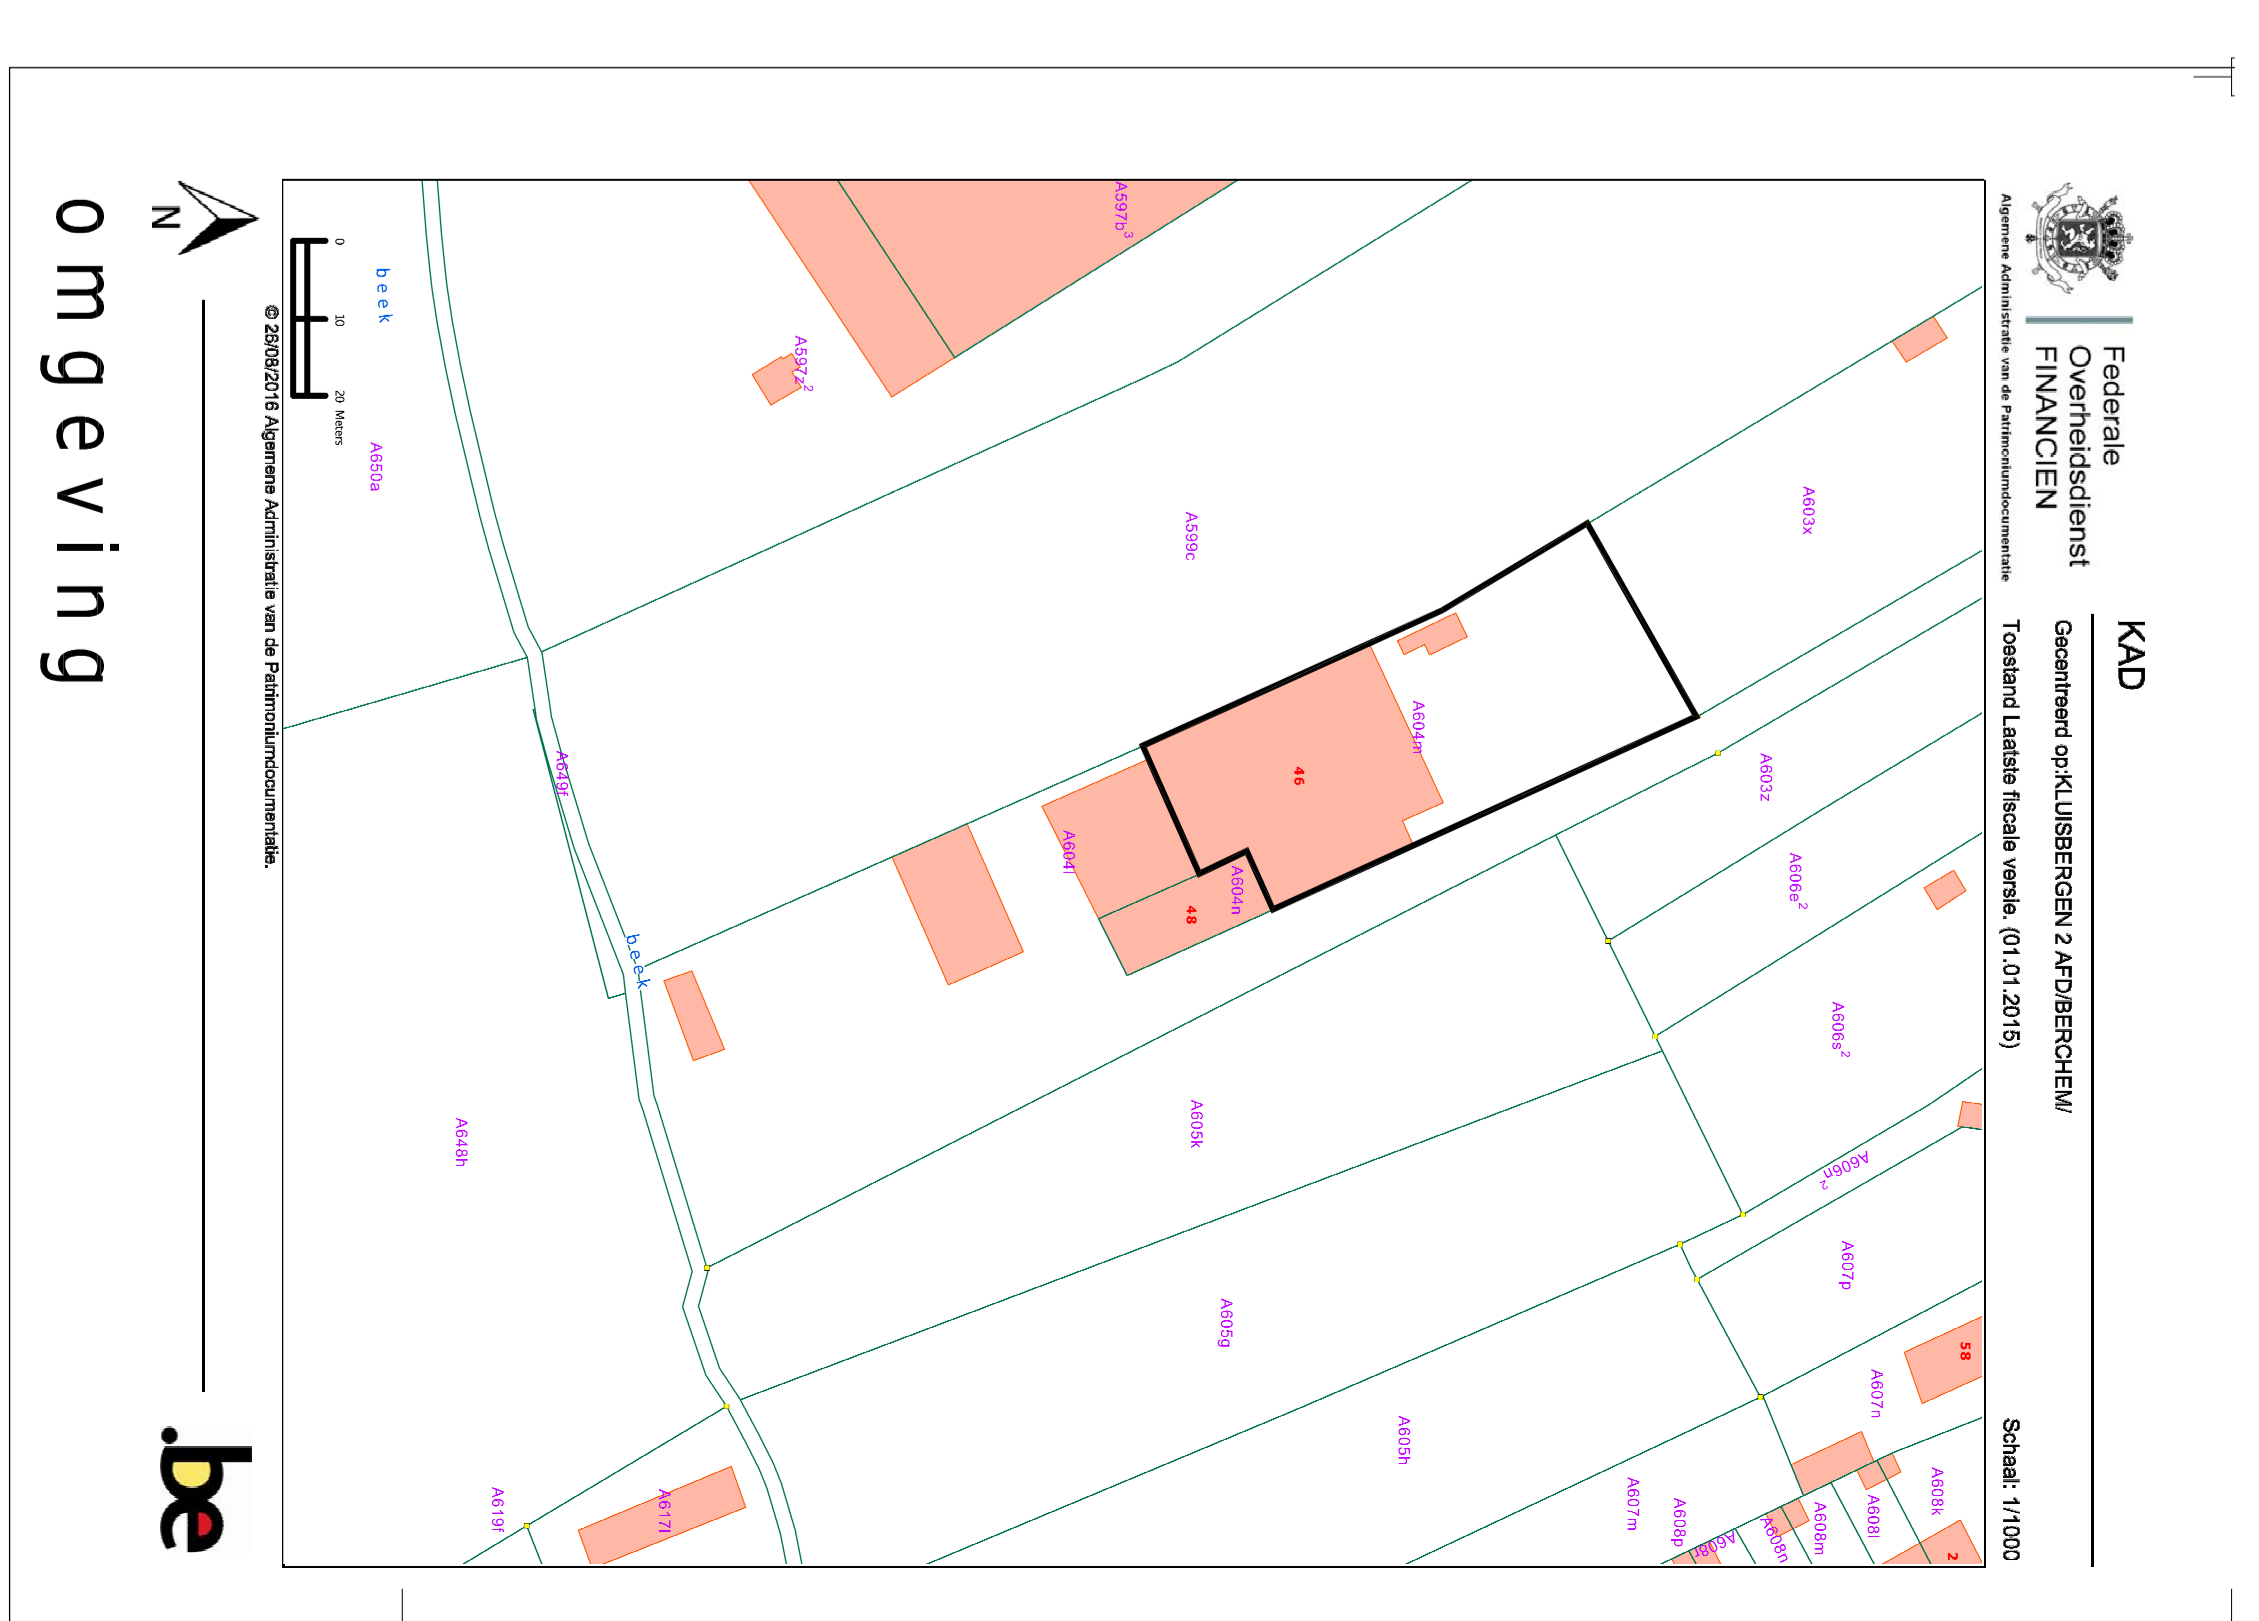 Federale
Overheidsdienst
FINANCIEN
Algemene Administratie van de Patrimoniumdocumentatie
KAD
Gecentreerd op:KLUISBERGEN 2 AFD/BERCHEM/
Toestand Laatste fiscale versie. (01.01.2015)
Schaal: 1/1000
A603x
A603z
A606e²
A606s²
A606n²
A607p
58
A607n
A608k
2
A608l
A608m
A608n
A608p
A607m
A604m
46
A604n
48
A604l
A599c
A597b³
A597z²
A605k
A605g
A605h
beek
beek
A650a
A649f
A648h
A617l
A619f
0
10
20 Meters
© 26/08/2016 Algemene Administratie van de Patrimoniumdocumentatie.
N
.be
omgeving